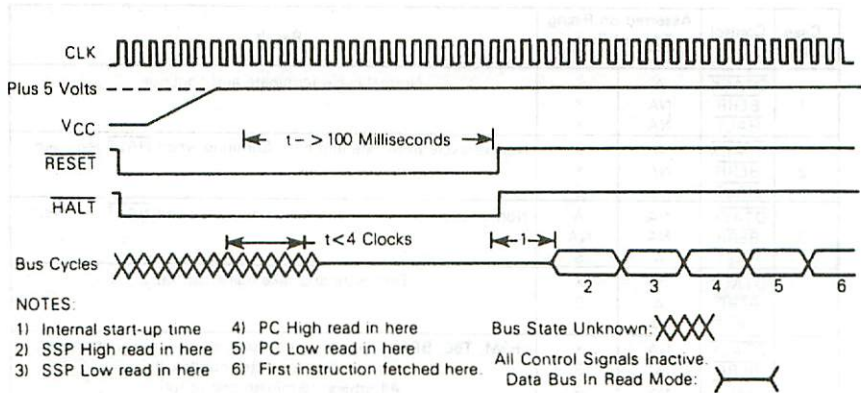 CLK
Plus 5 Volts
VCC
t - >100 Milliseconds
RESET
HALT
t<4 Clocks
1
Bus Cycles
2 3 4 5 6
NOTES:
1) Internal start-up time
2) SSP High read in here
3) SSP Low read in here
4) PC High read in here
5) PC Low read in here
6) First instruction fetched here.
Bus State Unknown:
All Control Signals Inactive.
Data Bus In Read Mode: